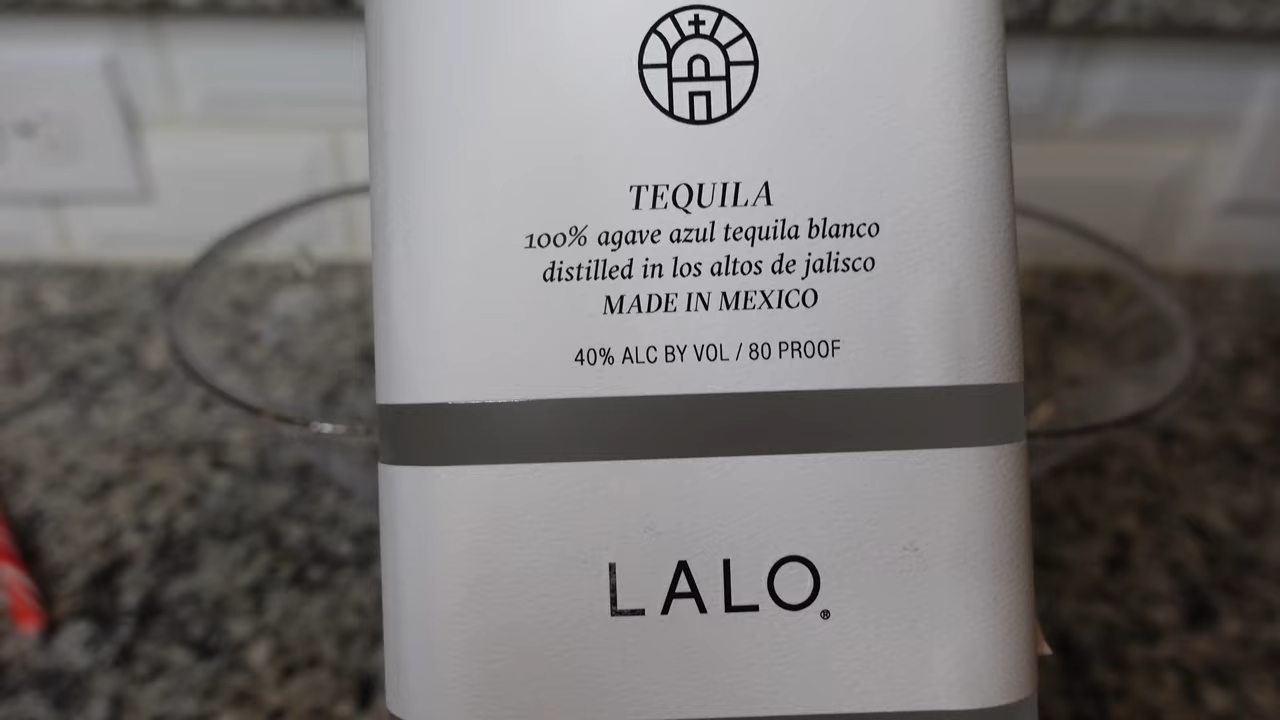 TEQUILA
100% agave azul tequila blanco
distilled in los altos de jalisco
MADE IN MEXICO
40% ALC BY VOL / 80 PROOF
LALO®